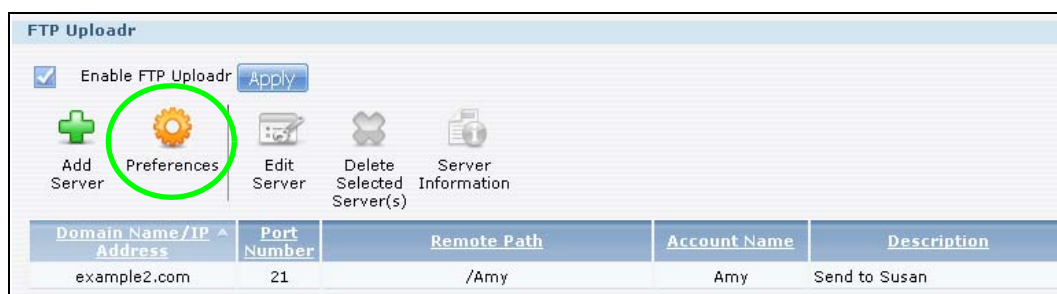 FTP Uploadr
Enable FTP Uploadr Apply
Add Server
Preferences
Edit Server
Delete Selected Server(s)
Server Information
Domain Name/IP Address
Port Number
Remote Path
Account Name
Description
example2.com 21 /Amy Amy Send to Susan